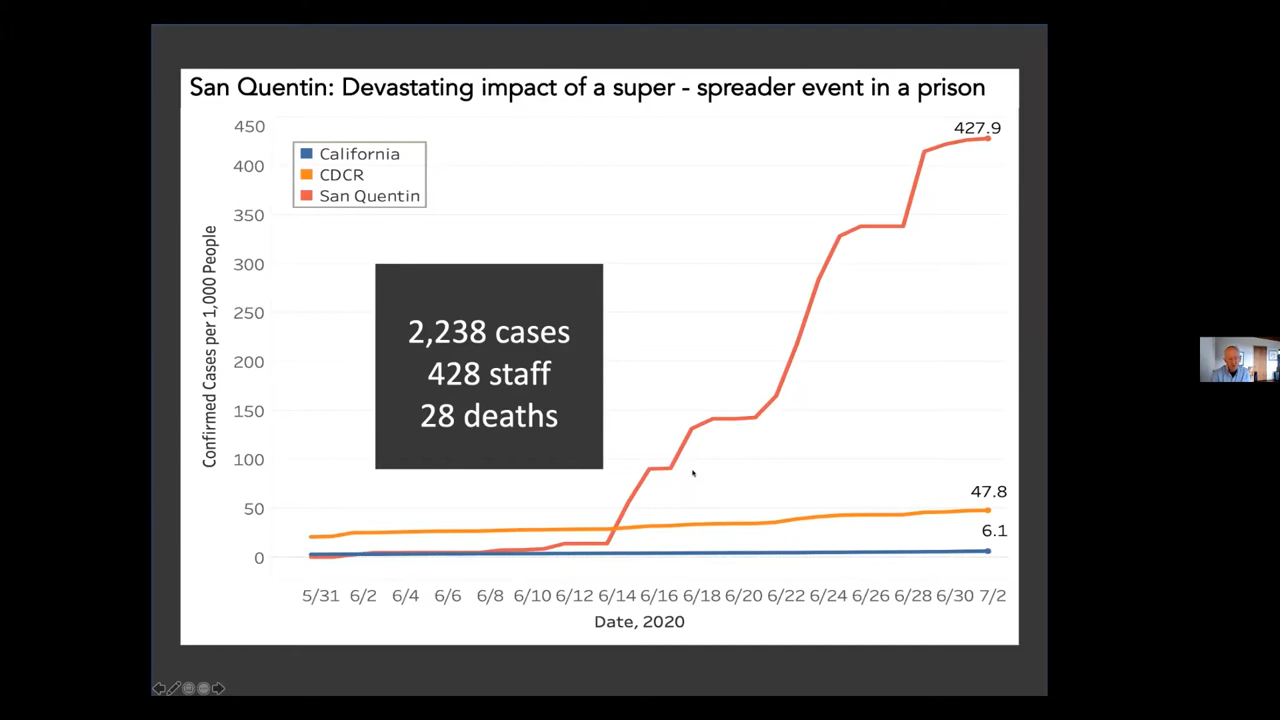 San Quentin: Devastating impact of a super - spreader event in a prison
450
400
350
300
250
200
150
100
50
0
Confirmed Cases per 1,000 People
California
CDCR
San Quentin
2,238 cases
428 staff
28 deaths
427.9
47.8
6.1
5/31 6/2 6/4 6/6 6/8 6/10 6/12 6/14 6/16 6/18 6/20 6/22 6/24 6/26 6/28 6/30 7/2
Date, 2020